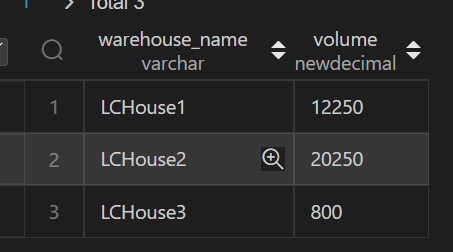 Total 3
warehouse_name volume
varchar newdecimal
1 LCHouse1 12250
2 LCHouse2 20250
3 LCHouse3 800